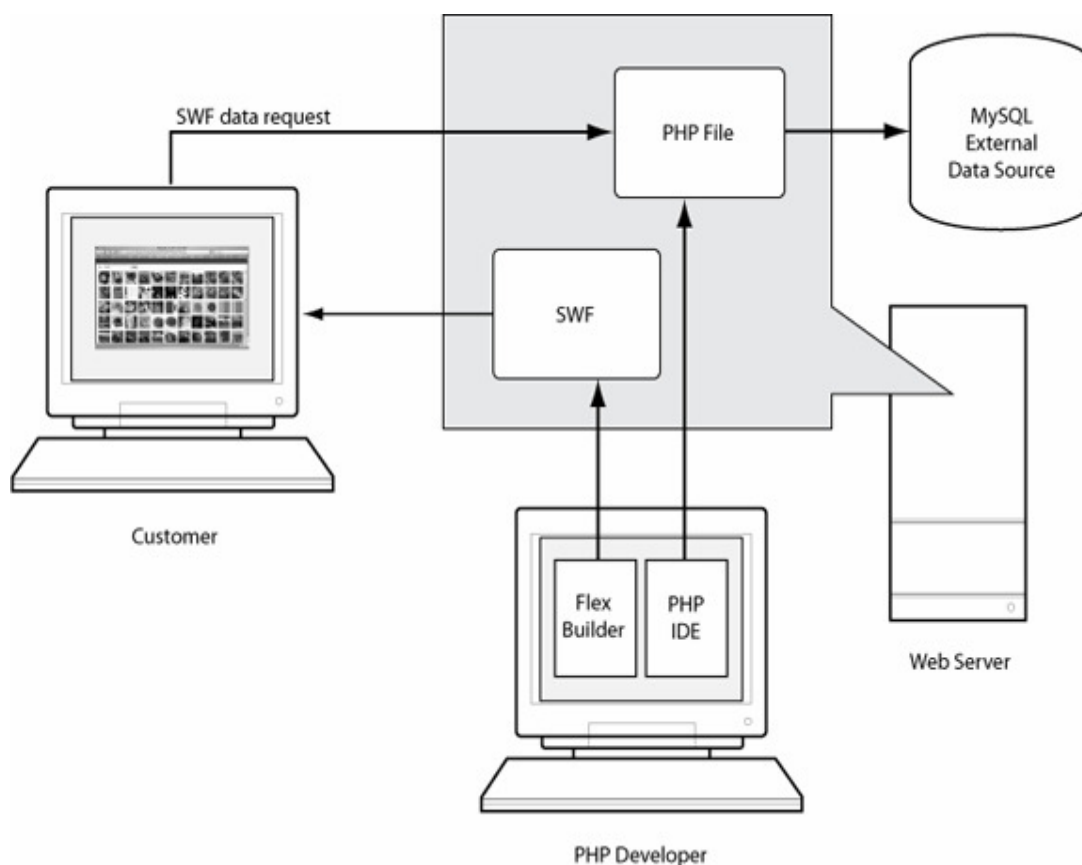 SWF data request
PHP File
MySQL
External
Data Source
SWF
Customer
Flex
Builder
PHP
IDE
Web Server
PHP Developer